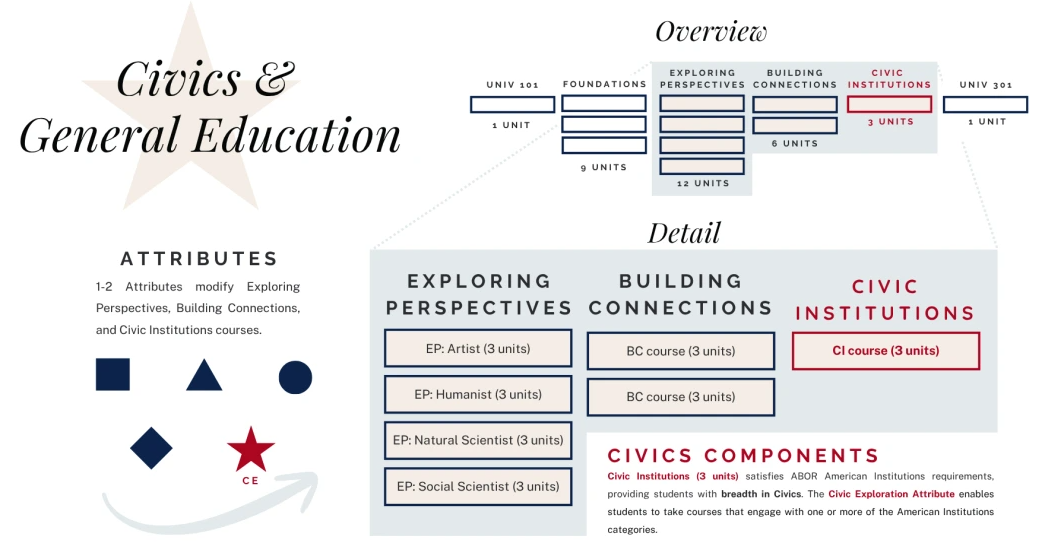 Civics &
General Education
Overview
UNIV 101
1 UNIT
FOUNDATIONS
9 UNITS
EXPLORING
PERSPECTIVES
12 UNITS
BUILDING
CONNECTIONS
6 UNITS
CIVIC
INSTITUTIONS
3 UNITS
UNIV 301
1 UNIT
ATTRIBUTES
1-2 Attributes modify Exploring
Perspectives, Building Connections,
and Civic Institutions courses.
CE
Detail
EXPLORING
PERSPECTIVES
EP: Artist (3 units)
EP: Humanist (3 units)
EP: Natural Scientist (3 units)
EP: Social Scientist (3 units)
BUILDING
CONNECTIONS
BC course (3 units)
BC course (3 units)
CIVIC
INSTITUTIONS
CI course (3 units)
CIVICS COMPONENTS
Civic Institutions (3 units) satisfies ABOR American Institutions requirements,
providing students with breadth in Civics. The Civic Exploration Attribute enables
students to take courses that engage with one or more of the American Institutions
categories.